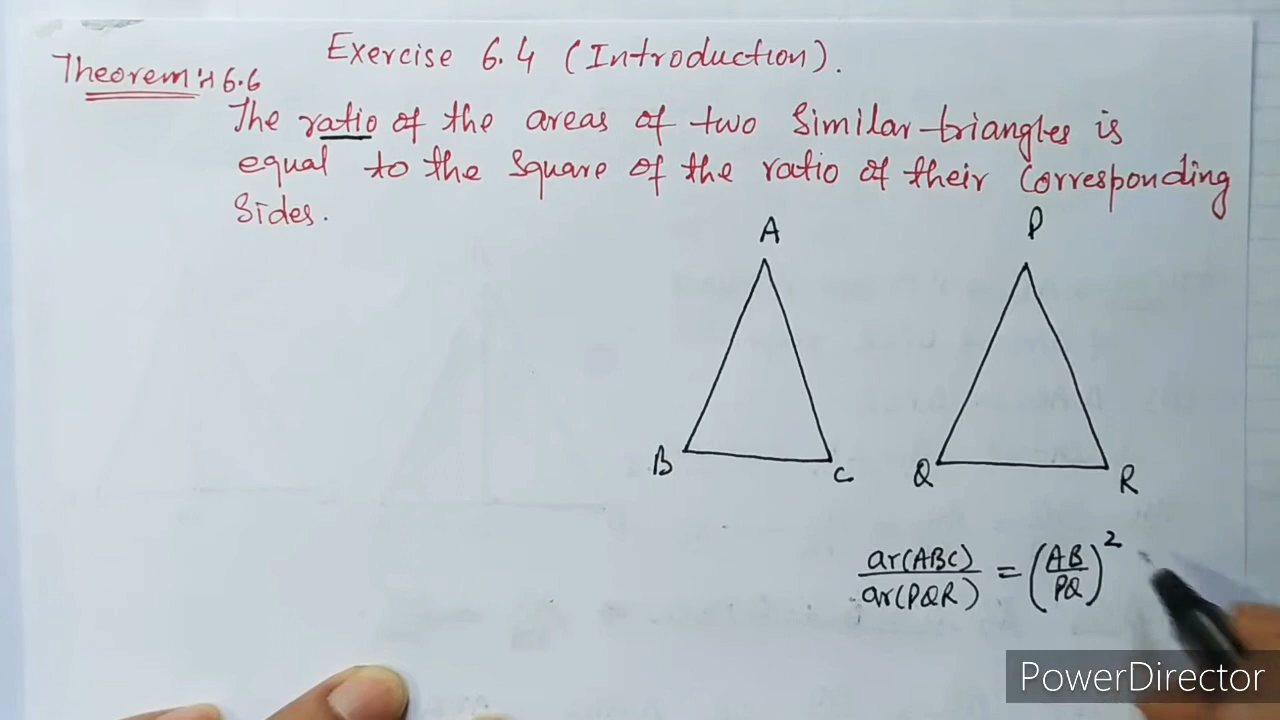 Exercise 6.4 (Introduction).
Theorem:- 6.6
The ratio of the areas of two Similar triangles is
equal to the square of the ratio of their corresponding
Sides.
A
P
B
C
Q
R
ar(ABC)/ar(PQR) = (AB/PQ)²
PowerDirector